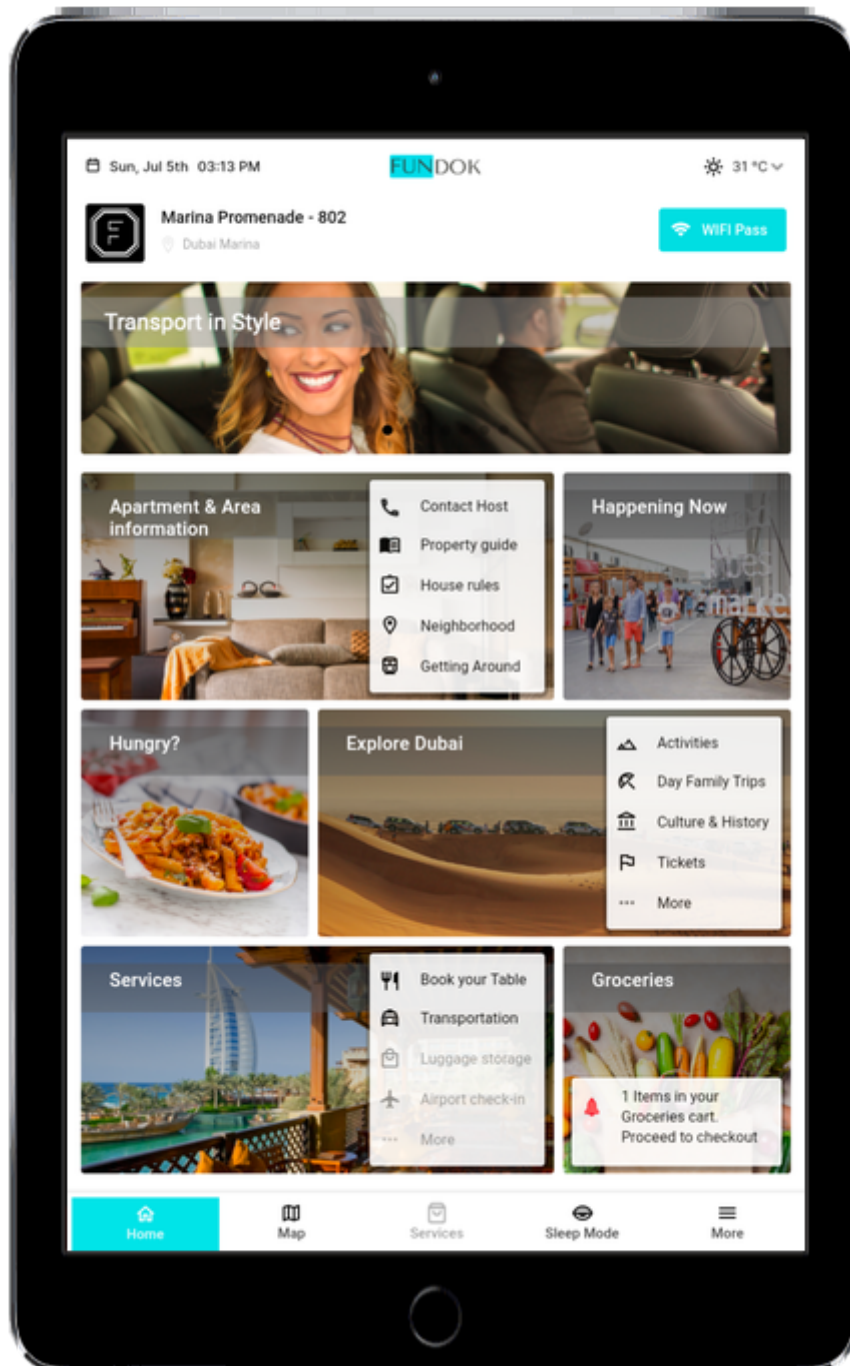 Sun, Jul 5th 03:13 PM
FUNDOK
31 °C
Marina Promenade - 802
Dubai Marina
WIFI Pass
Transport in Style
Apartment & Area
information
Contact Host
Property guide
House rules
Neighborhood
Getting Around
Happening Now
marke
Hungry?
Explore Dubai
Activities
Day Family Trips
Culture & History
Tickets
More
Services
Book your Table
Transportation
Luggage storage
Airport check-in
More
Groceries
1 Items in your
Groceries cart.
Proceed to checkout
Home
Map
Services
Sleep Mode
More